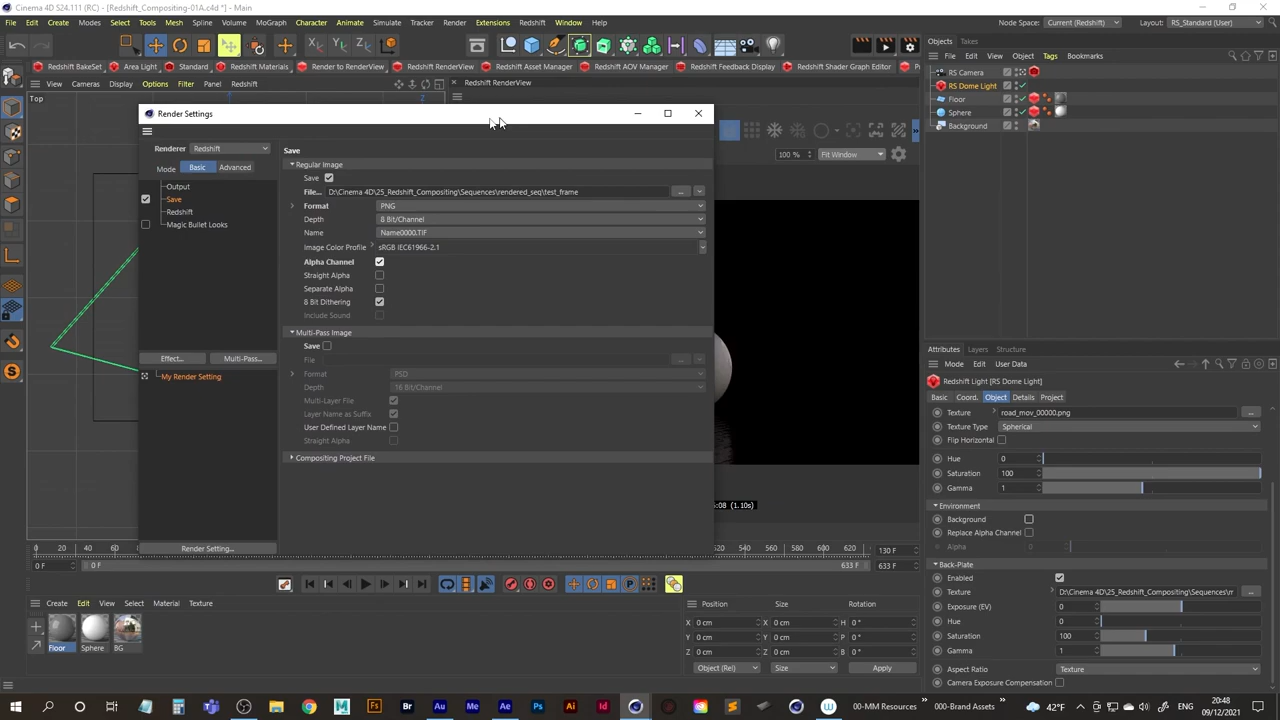 Cinema 4D S24.111 (RC) - [Redshift_Compositing-01A.c4d *] - Main
File Edit Create Modes Select Tools Mesh Spline Volume MoGraph Character Animate Simulate Tracker Render Extensions Redshift Window Help
Node Space: Current (Redshift) Layout: RS_Standard (User)
Objects Takes
File Edit View Object Tags Bookmarks
Redshift BakeSet Area Light Standard Redshift Materials Render to RenderView Redshift RenderView Redshift Asset Manager Redshift AOV Manager Redshift Feedback Display Redshift Shader Graph Editor
View Cameras Display Options Filter Panel Redshift
Redshift RenderView
Top
Z
RS Camera
RS Dome Light
Floor
Sphere
Background
Render Settings
Renderer Redshift
Mode Basic Advanced
Output
Save
Redshift
Magic Bullet Looks
Effect... Multi-Pass...
My Render Setting
Render Setting...
Save
Regular Image
Save
File... D:\Cinema 4D\25_Redshift_Compositing\Sequences\rendered_seq\test_frame ...
Format PNG
Depth 8 Bit/Channel
Name Name0000.TIF
Image Color Profile sRGB IEC61966-2.1
Alpha Channel
Straight Alpha
Separate Alpha
8 Bit Dithering
Include Sound
Multi-Pass Image
Save
File ...
Format PSD
Depth 16 Bit/Channel
Multi-Layer File
Layer Name as Suffix
User Defined Layer Name
Straight Alpha
Compositing Project File
100 % Fit Window
:08 (1.10s)
Attributes Layers Structure
Mode Edit User Data
Redshift Light [RS Dome Light]
Basic Coord. Object Details Project
Texture road_mov_00000.png ...
Texture Type Spherical
Flip Horizontal
Hue 0
Saturation 100
Gamma 1
Environment
Background
Replace Alpha Channel
Alpha 0
Back-Plate
Enabled
Texture D:\Cinema 4D\25_Redshift_Compositing\Sequences\r ...
Exposure (EV) 0
Hue 0
Saturation 100
Gamma 1
Aspect Ratio Texture
Camera Exposure Compensation
0 20 40 60 80 520 540 560 580 600 620 130 F
0 F 0 F 633 F 633 F
Create Edit View Select Material Texture
Floor Sphere BG
Position Size Rotation
X 0 cm X 0 cm H 0 °
Y 0 cm Y 0 cm P 0 °
Z 0 cm Z 0 cm B 0 °
Object (Rel) Size Apply
00-MM Resources 000-Brand Assets 42°F
20:48
09/12/2021